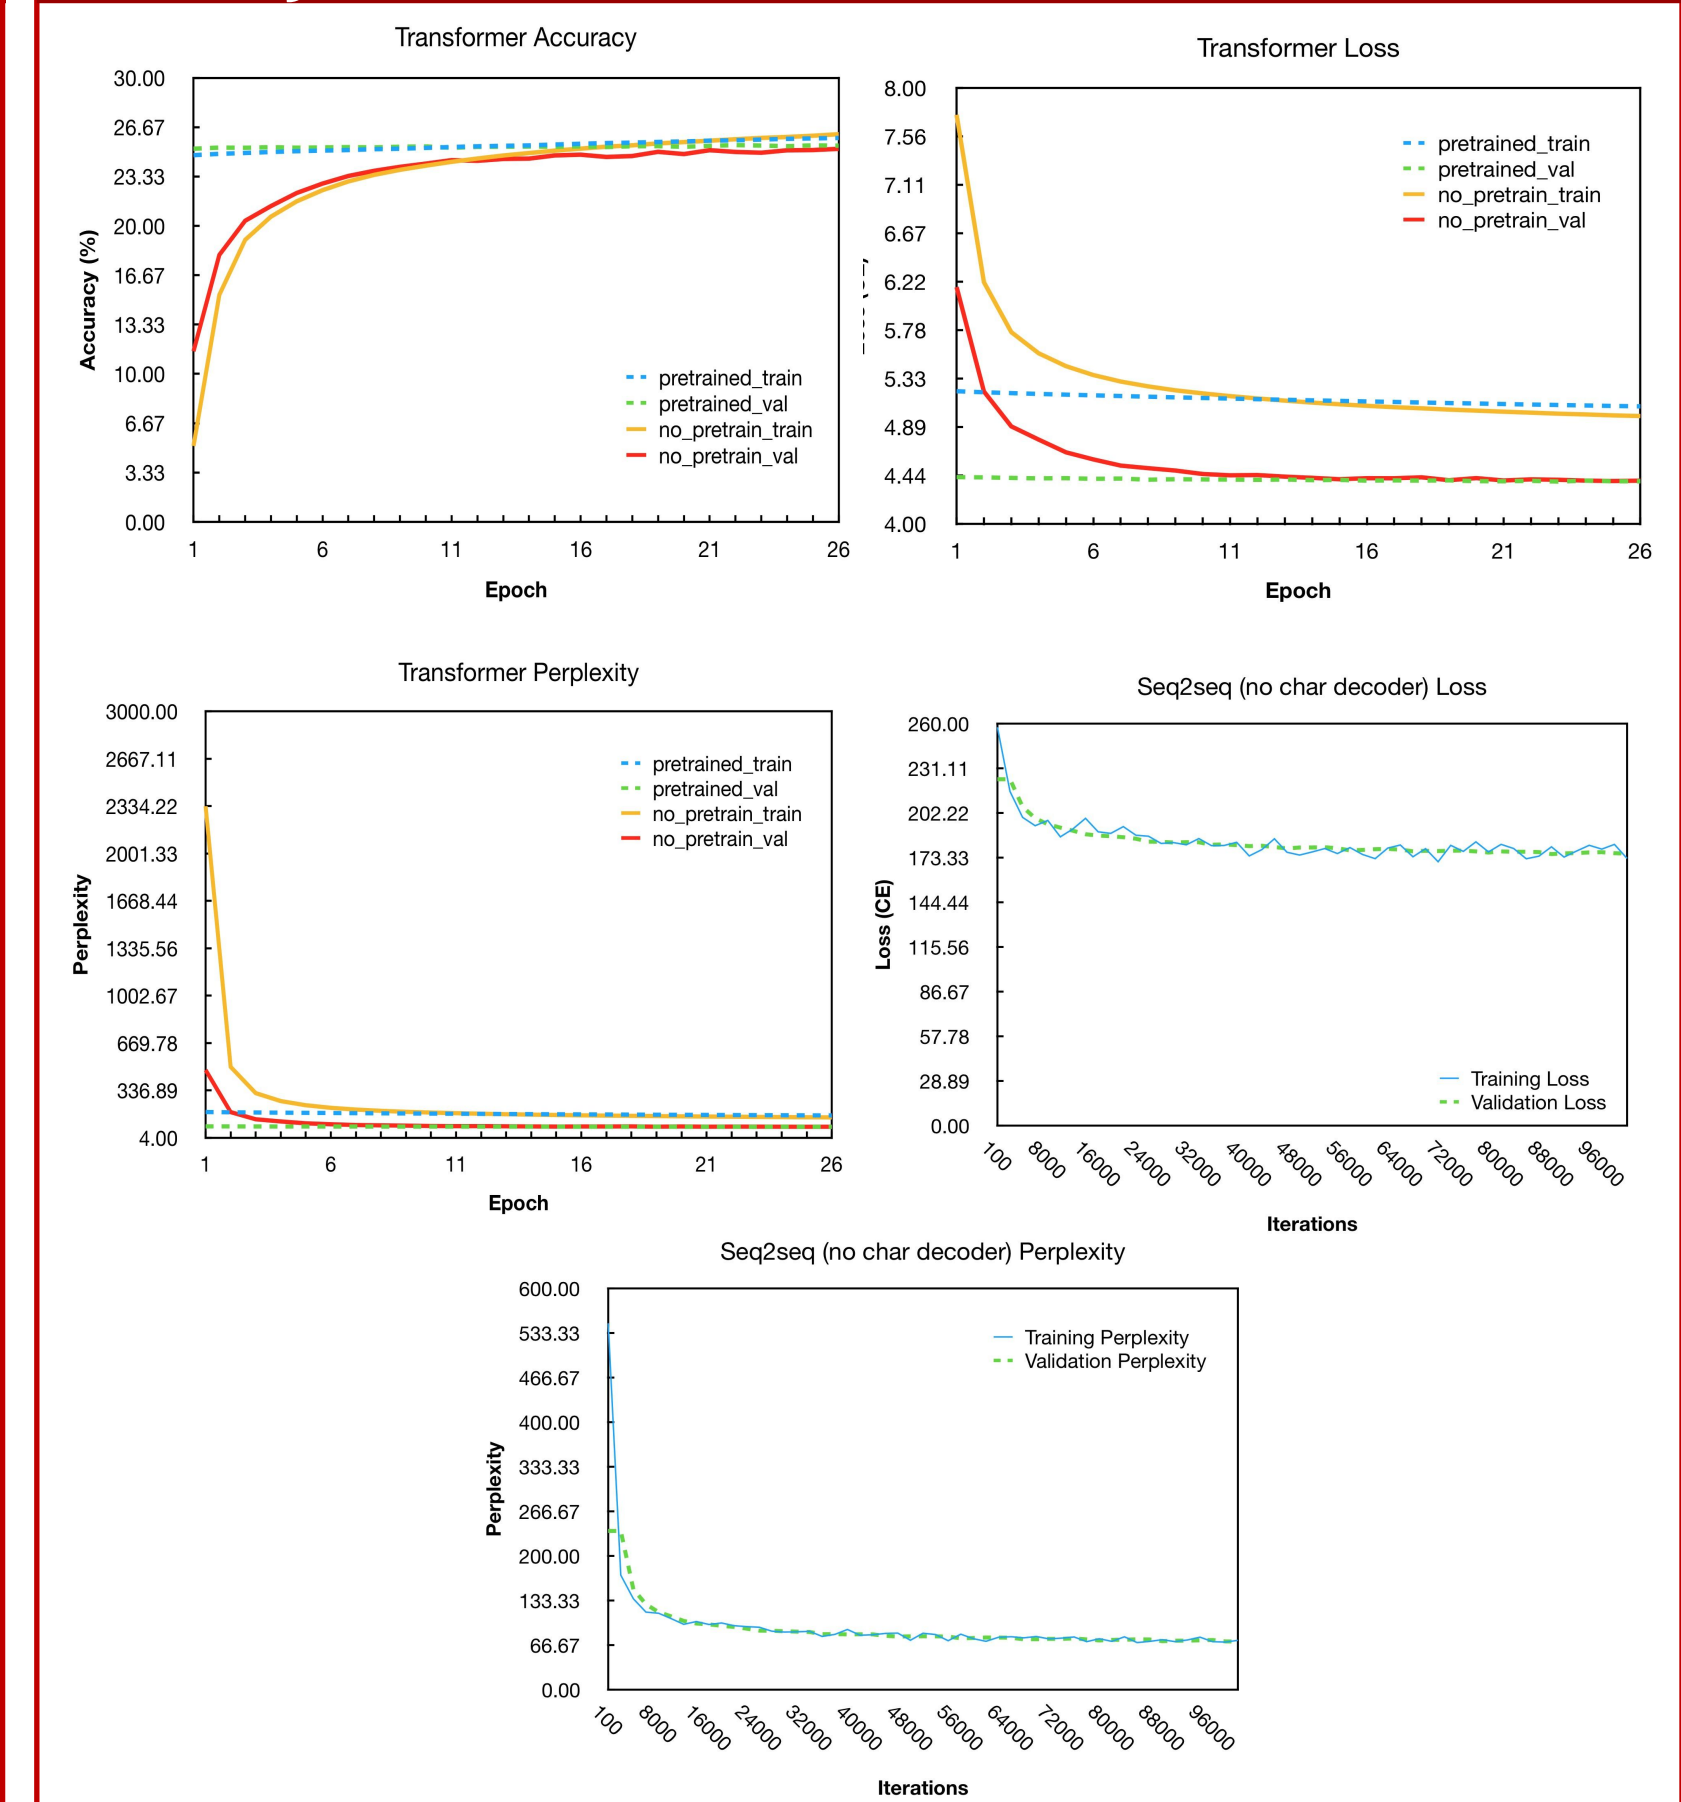 Transformer Accuracy
30.00
26.67
23.33
20.00
16.67
13.33
10.00
6.67
3.33
0.00
Accuracy (%)
pretrained_train
pretrained_val
no_pretrain_train
no_pretrain_val
1 6 11 16 21 26
Epoch
Transformer Loss
8.00
7.56
7.11
6.67
6.22
5.78
5.33
4.89
4.44
4.00
pretrained_train
pretrained_val
no_pretrain_train
no_pretrain_val
1 6 11 16 21 26
Epoch
Transformer Perplexity
3000.00
2667.11
2334.22
2001.33
1668.44
1335.56
1002.67
669.78
336.89
4.00
Perplexity
pretrained_train
pretrained_val
no_pretrain_train
no_pretrain_val
1 6 11 16 21 26
Epoch
Seq2seq (no char decoder) Loss
260.00
231.11
202.22
173.33
144.44
115.56
86.67
57.78
28.89
0.00
Loss (CE)
Training Loss
Validation Loss
100 8000 16000 24000 32000 40000 48000 56000 64000 72000 80000 88000 96000
Iterations
Seq2seq (no char decoder) Perplexity
600.00
533.33
466.67
400.00
333.33
266.67
200.00
133.33
66.67
0.00
Perplexity
Training Perplexity
Validation Perplexity
100 8000 16000 24000 32000 40000 48000 56000 64000 72000 80000 88000 96000
Iterations